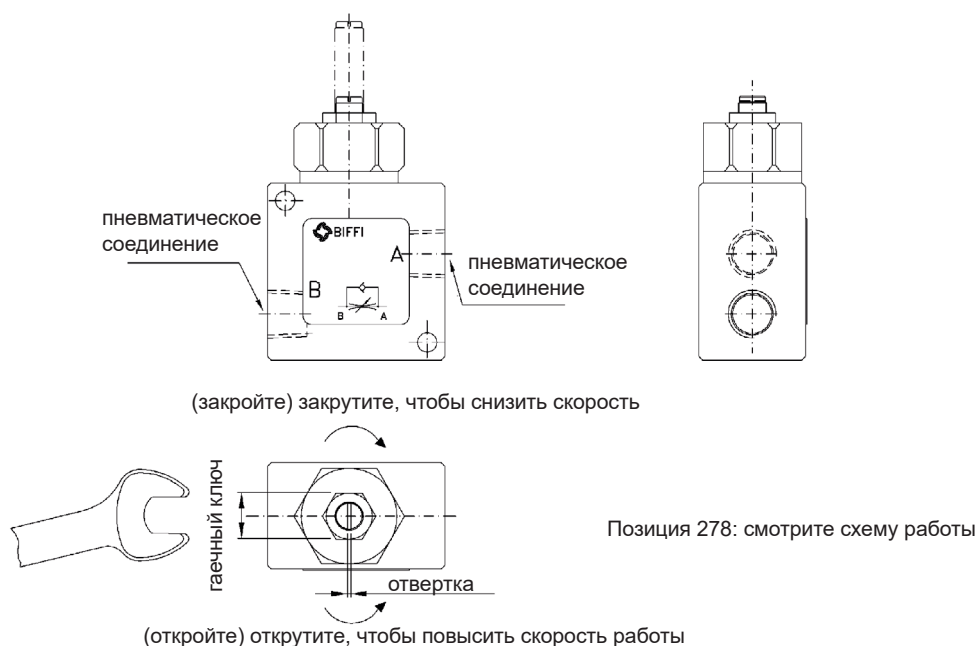 пневматическое
соединение
BIFFI
A
B
B A
пневматическое
соединение
(закройте) закрутите, чтобы снизить скорость
гаечный ключ
отвертка
Позиция 278: смотрите схему работы
(откройте) открутите, чтобы повысить скорость работы